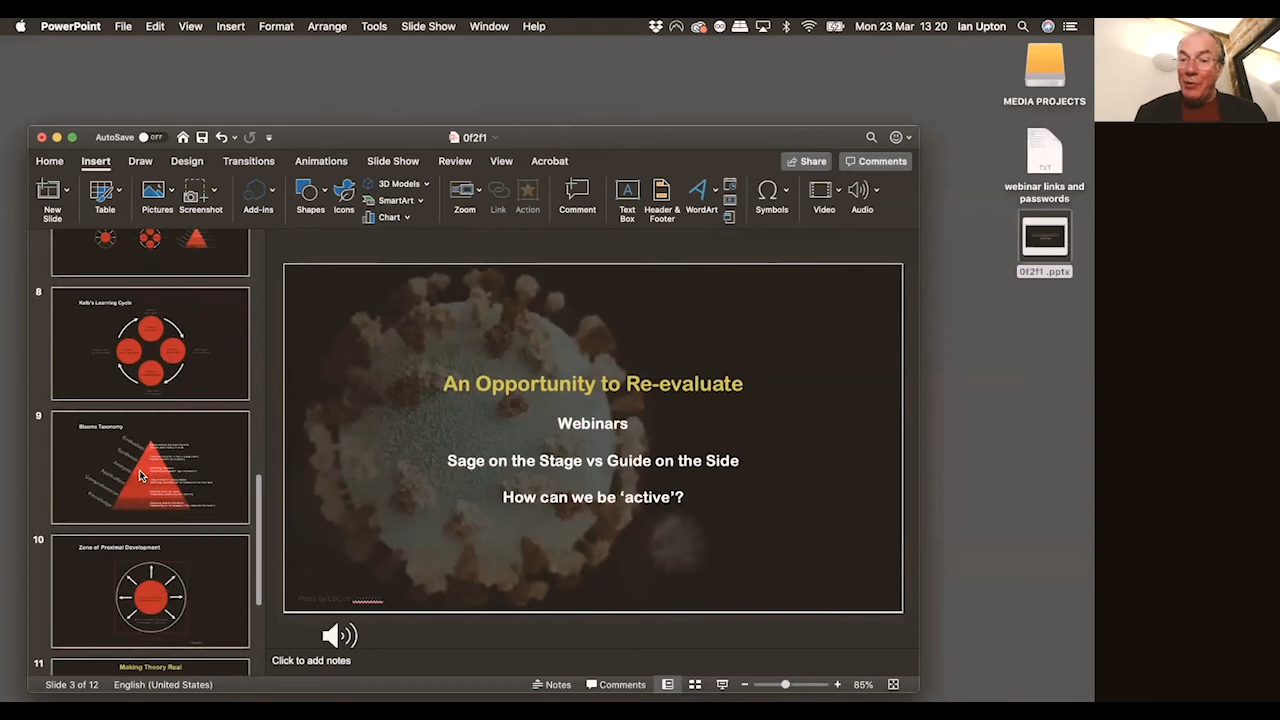 PowerPoint File Edit View Insert Format Arrange Tools Slide Show Window Help Mon 23 Mar 13 20 Ian Upton
MEDIA PROJECTS
TXT
webinar links and
passwords
0f2f1 .pptx
AutoSave OFF 0f2f1
Home Insert Draw Design Transitions Animations Slide Show Review View Acrobat Share Comments
New
Slide
Table
Pictures
Screenshot
Add-ins
Shapes
Icons
3D Models
SmartArt
Chart
Zoom
Link
Action
Comment
Text
Box
Header &
Footer
WordArt
Symbols
Video
Audio
8
Kolb's Learning Cycle
9
Blooms Taxonomy
10
Zone of Proximal Development
11
Making Theory Real
An Opportunity to Re-evaluate
Webinars
Sage on the Stage vs Guide on the Side
How can we be ‘active’?
Photo by CDC on
Click to add notes
Slide 3 of 12 English (United States) Notes Comments 85%